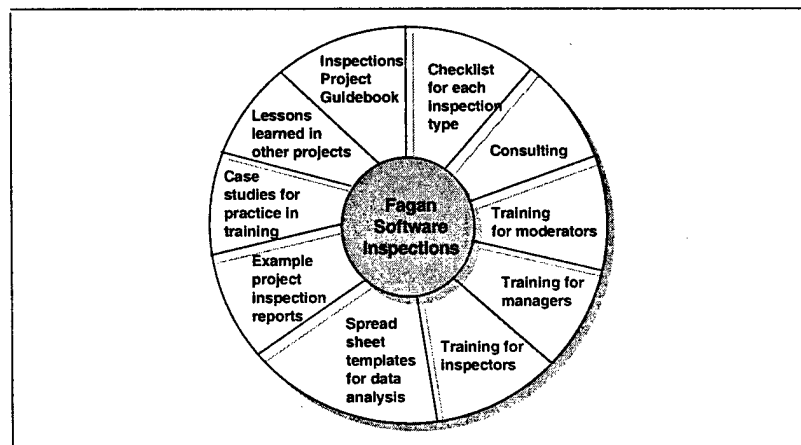 Inspections
Project
Guidebook
Checklist
for each
inspection
type
Consulting
Training
for moderators
Training for
managers
Training for
inspectors
Spread
sheet
templates
for data
analysis
Example
project
inspection
reports
Case
studies for
practice in
training
Lessons
learned in
other projects
Fagan
Software
Inspections